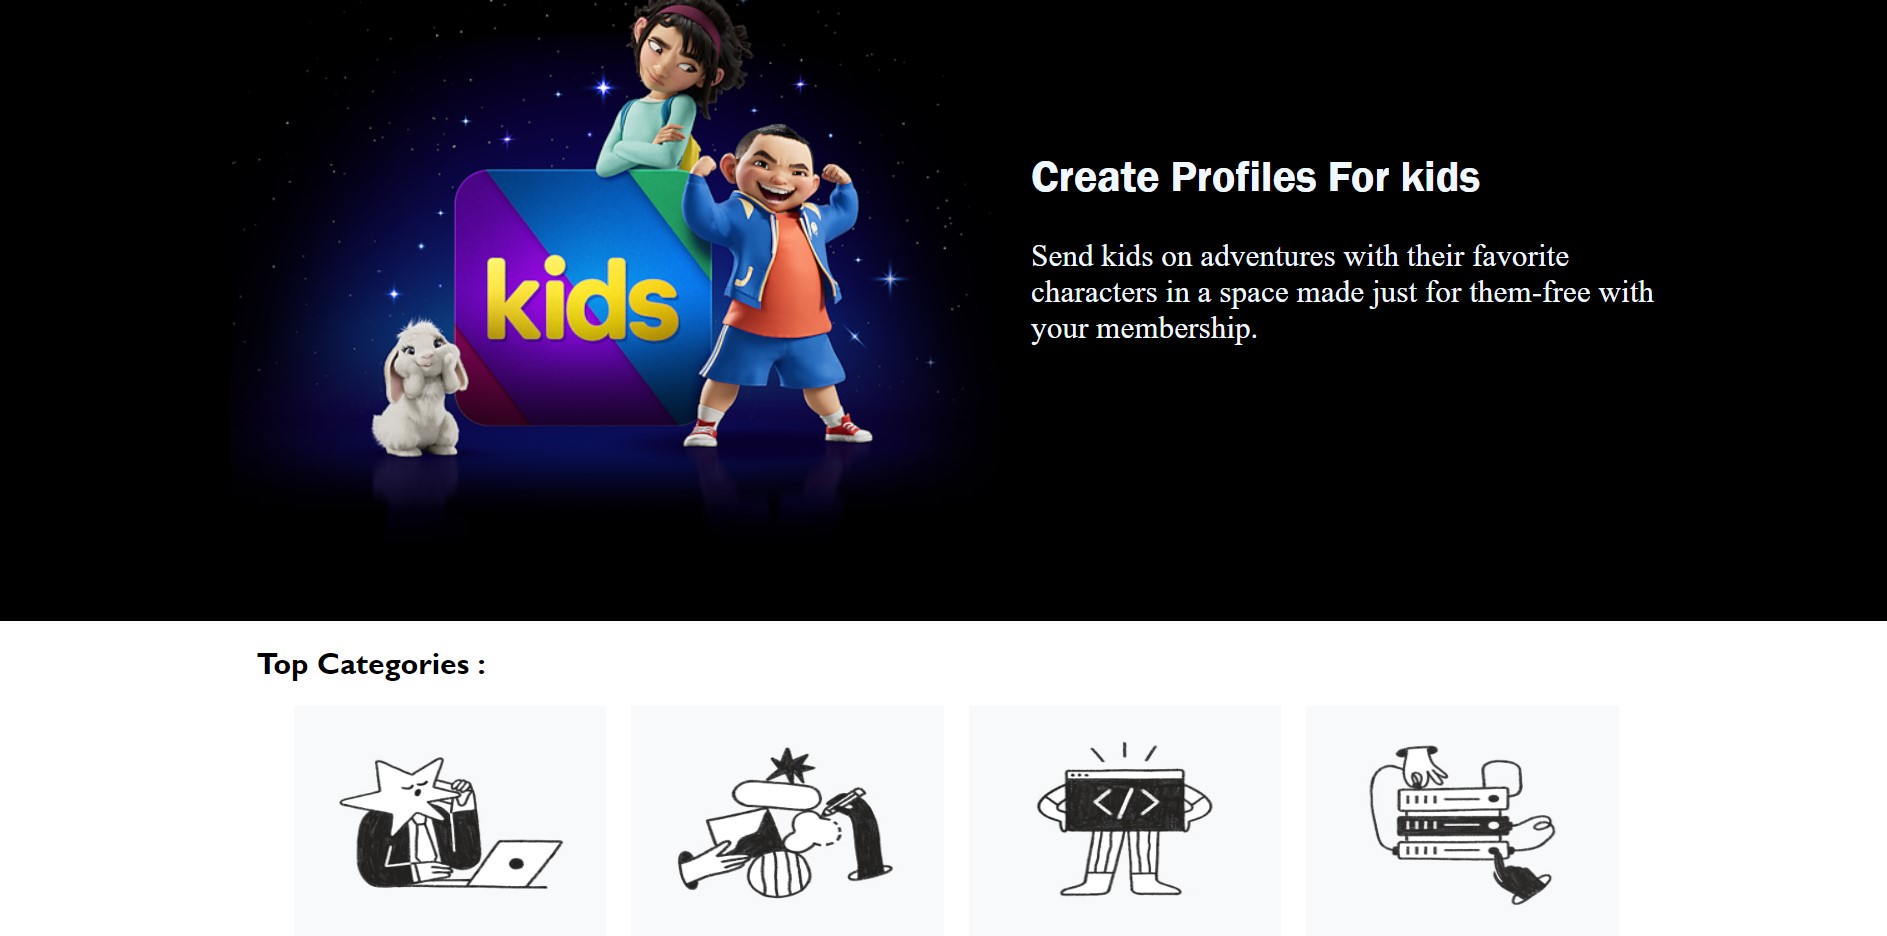 kids
Create Profiles For kids
Send kids on adventures with their favorite
characters in a space made just for them-free with
your membership.
Top Categories :
</>